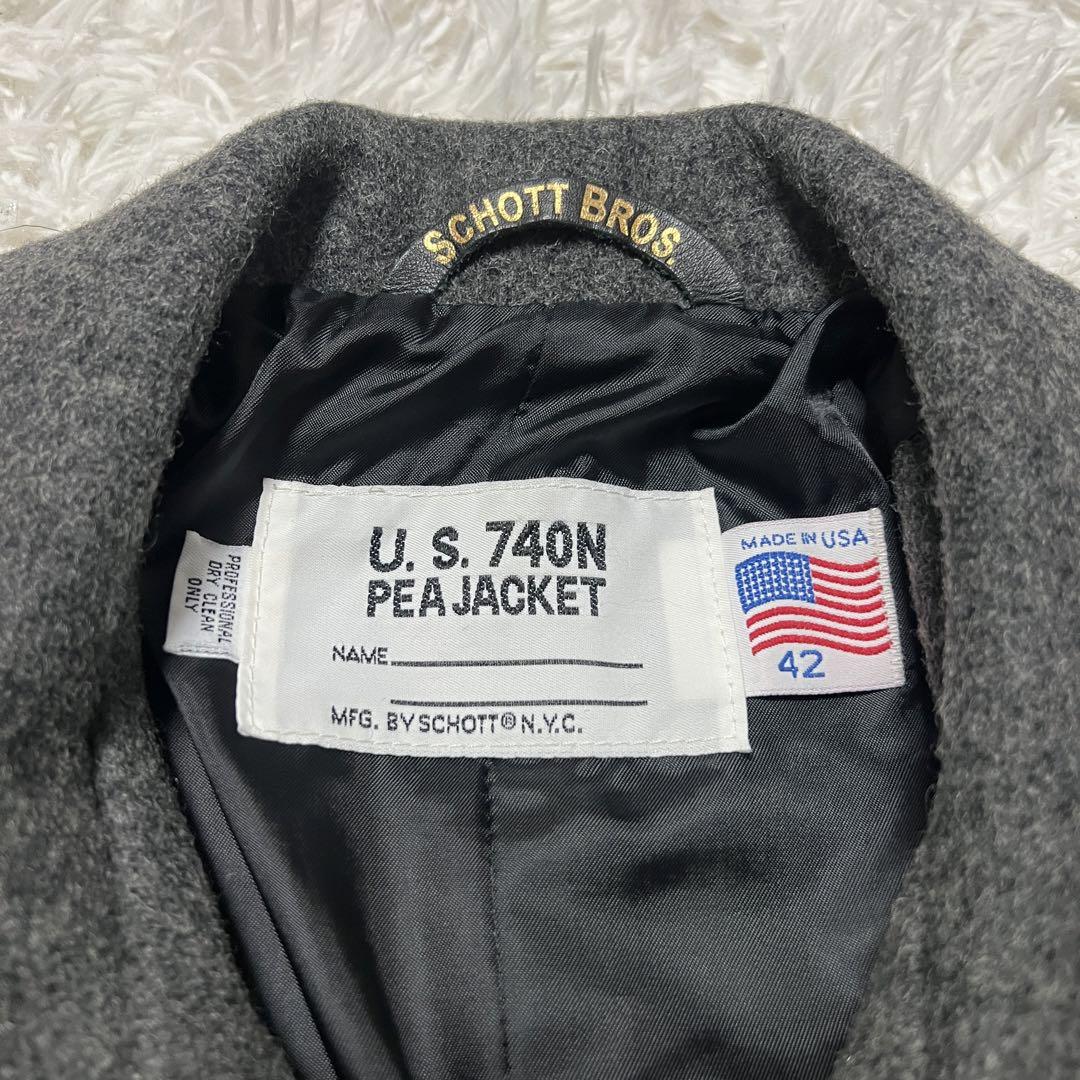 SCHOTT BROS.
U. S. 740N
PEA JACKET
NAME
MFG. BY SCHOTT® N.Y.C.
PROFESSIONAL
DRY CLEAN
ONLY
MADE IN USA
42